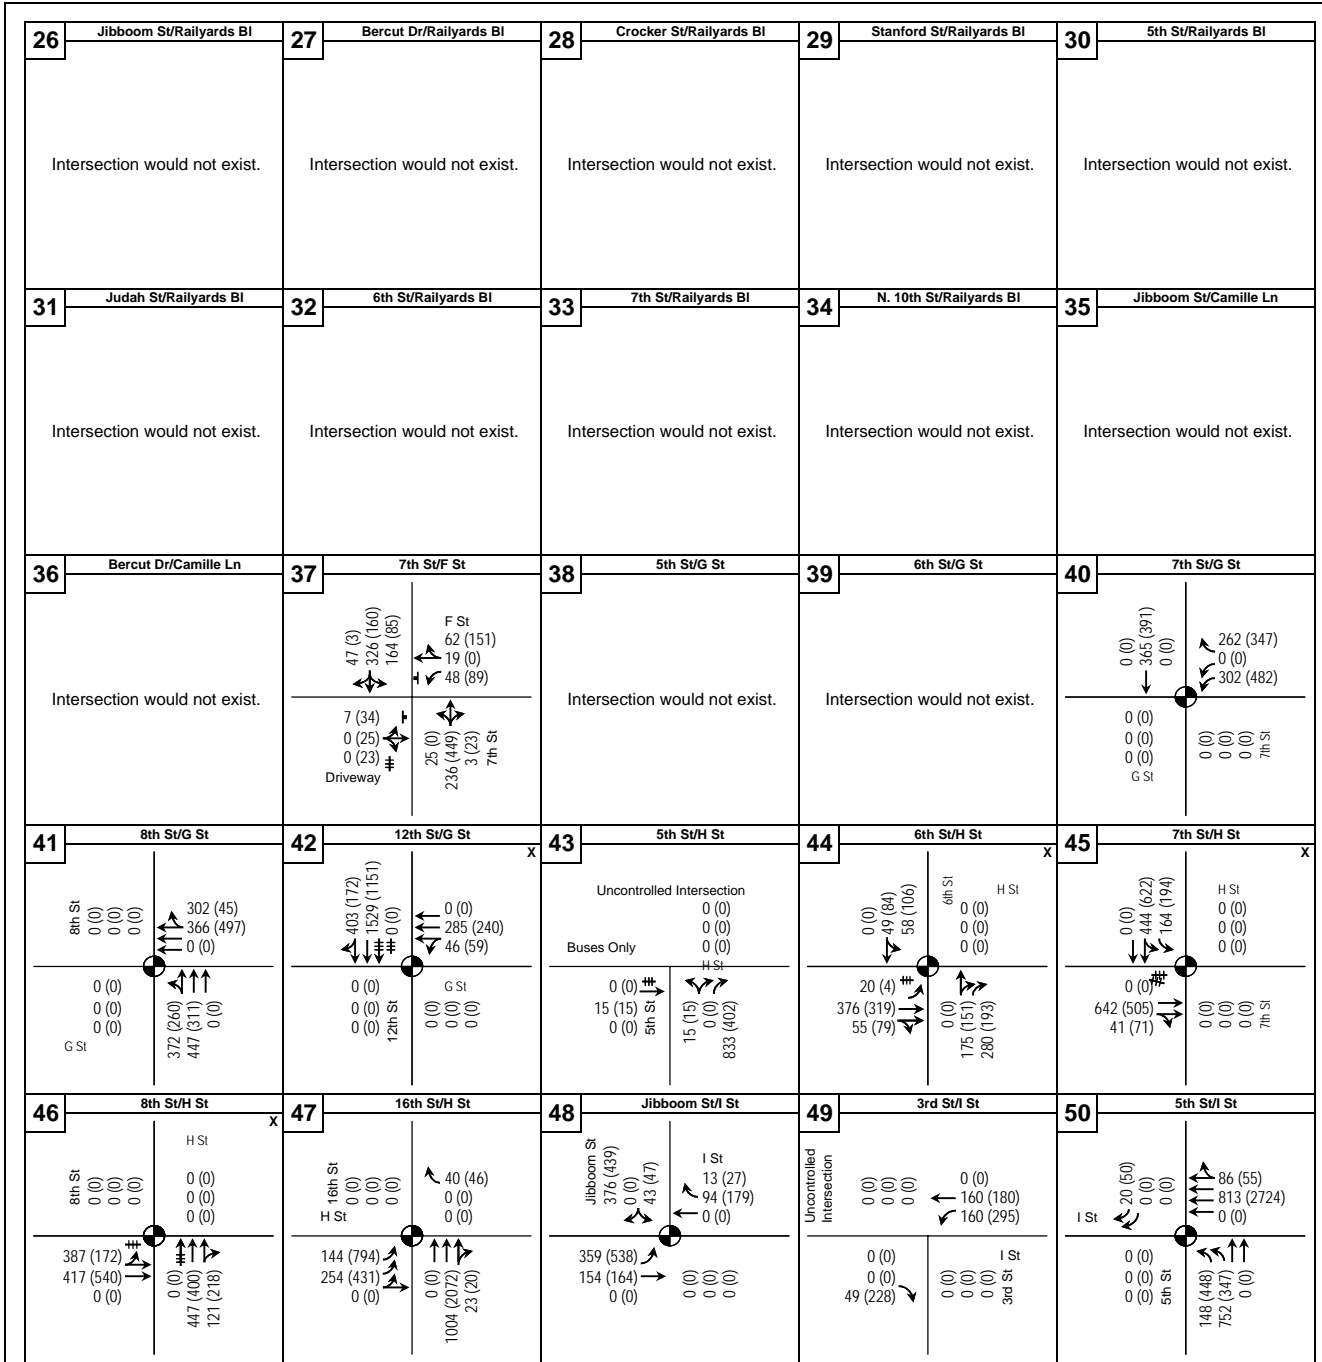 26 Jibboom St/Railyards Bl
Intersection would not exist.
27 Bercut Dr/Railyards Bl
Intersection would not exist.
28 Crocker St/Railyards Bl
Intersection would not exist.
29 Stanford St/Railyards Bl
Intersection would not exist.
30 5th St/Railyards Bl
Intersection would not exist.
31 Judah St/Railyards Bl
Intersection would not exist.
32 6th St/Railyards Bl
Intersection would not exist.
33 7th St/Railyards Bl
Intersection would not exist.
34 N. 10th St/Railyards Bl
Intersection would not exist.
35 Jibboom St/Camille Ln
Intersection would not exist.
36 Bercut Dr/Camille Ln
Intersection would not exist.
37 7th St/F St
47 (3)
326 (160)
164 (85)
F St
62 (151)
19 (0)
48 (89)
7 (34)
0 (25)
0 (23)
Driveway
25 (0)
236 (449)
3 (23)
7th St
38 5th St/G St
Intersection would not exist.
39 6th St/G St
Intersection would not exist.
40 7th St/G St
0 (0)
365 (391)
0 (0)
262 (347)
0 (0)
302 (482)
0 (0)
0 (0)
0 (0)
G St
0 (0)
0 (0)
0 (0)
7th St
41 8th St/G St
8th St
0 (0)
0 (0)
0 (0)
302 (45)
366 (497)
0 (0)
0 (0)
0 (0)
0 (0)
G St
372 (260)
447 (311)
0 (0)
42 12th St/G St
X
403 (172)
1529 (1151)
0 (0)
0 (0)
285 (240)
46 (59)
0 (0)
0 (0)
0 (0)
12th St
G St
0 (0)
0 (0)
0 (0)
43 5th St/H St
Uncontrolled Intersection
0 (0)
0 (0)
0 (0)
Buses Only
H St
0 (0)
15 (15)
0 (0)
5th St
15 (15)
0 (0)
833 (402)
44 6th St/H St
X
0 (0)
49 (84)
58 (106)
6th St
H St
0 (0)
0 (0)
0 (0)
20 (4)
376 (319)
55 (79)
0 (0)
175 (151)
280 (193)
45 7th St/H St
X
0 (0)
444 (622)
164 (194)
H St
0 (0)
0 (0)
0 (0)
0 (0)
642 (505)
41 (71)
0 (0)
0 (0)
0 (0)
7th St
46 8th St/H St
X
8th St
0 (0)
0 (0)
0 (0)
H St
0 (0)
0 (0)
0 (0)
387 (172)
417 (540)
0 (0)
0 (0)
447 (400)
121 (218)
47 16th St/H St
16th St
0 (0)
0 (0)
0 (0)
40 (46)
0 (0)
0 (0)
H St
144 (794)
254 (431)
0 (0)
0 (0)
1004 (2072)
23 (20)
48 Jibboom St/I St
Jibboom St
376 (439)
0 (0)
43 (47)
I St
13 (27)
94 (179)
0 (0)
359 (538)
154 (164)
0 (0)
0 (0)
0 (0)
0 (0)
49 3rd St/I St
Uncontrolled
Intersection
0 (0)
0 (0)
0 (0)
0 (0)
160 (180)
160 (295)
0 (0)
0 (0)
49 (228)
I St
0 (0)
0 (0)
0 (0)
3rd St
50 5th St/I St
20 (50)
0 (0)
0 (0)
86 (55)
813 (2724)
0 (0)
I St
0 (0)
0 (0)
0 (0)
5th St
148 (448)
752 (347)
0 (0)